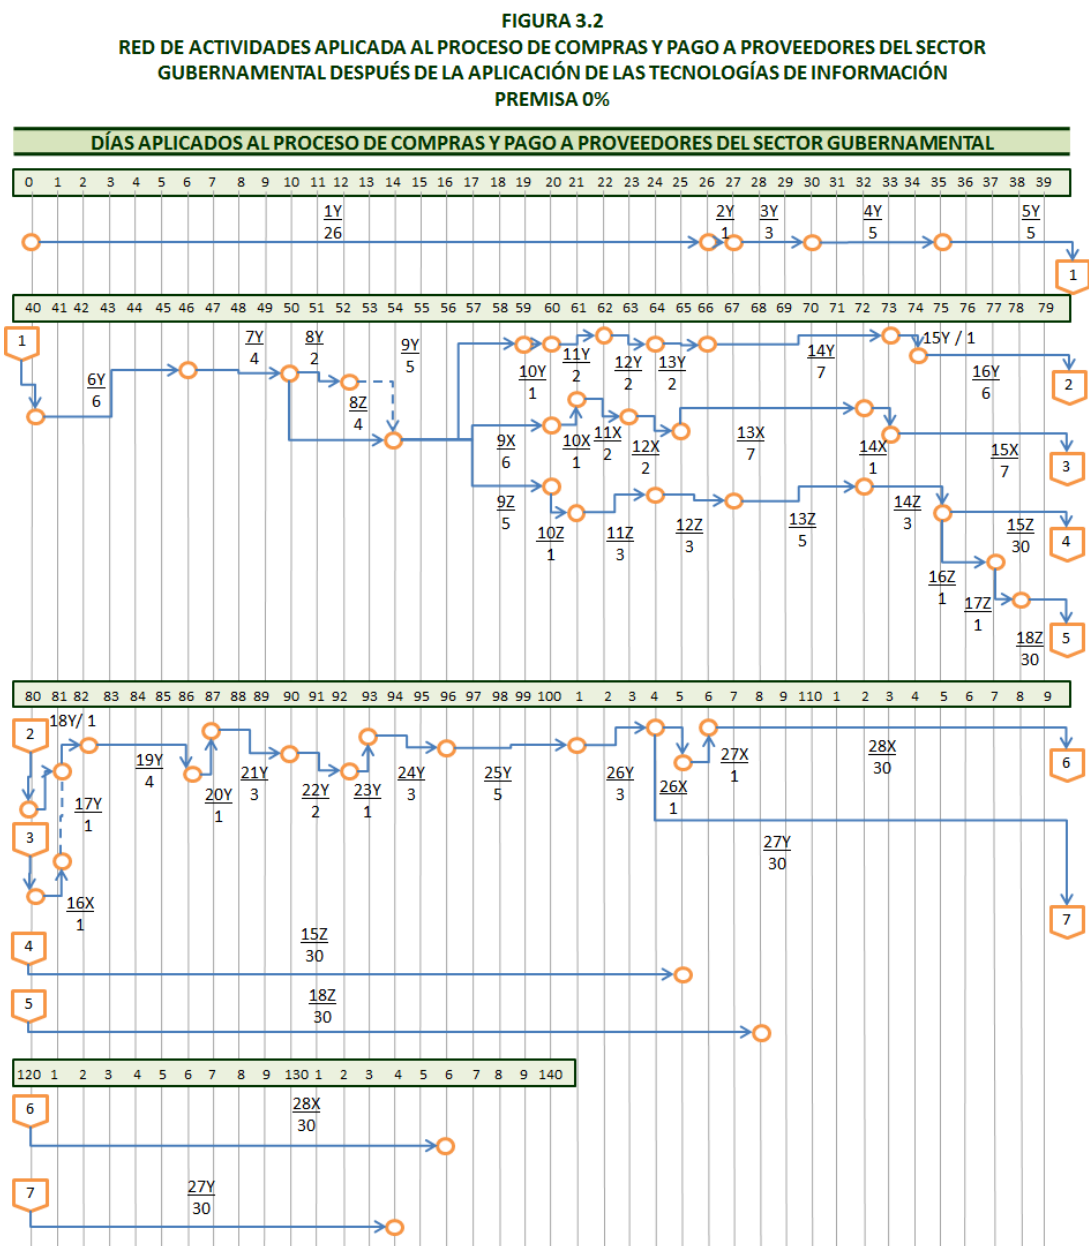 FIGURA 3.2
RED DE ACTIVIDADES APLICADA AL PROCESO DE COMPRAS Y PAGO A PROVEEDORES DEL SECTOR
GUBERNAMENTAL DESPUÉS DE LA APLICACIÓN DE LAS TECNOLOGÍAS DE INFORMACIÓN
PREMISA 0%
DÍAS APLICADOS AL PROCESO DE COMPRAS Y PAGO A PROVEEDORES DEL SECTOR GUBERNAMENTAL
0 1 2 3 4 5 6 7 8 9 10 11 12 13 14 15 16 17 18 19 20 21 22 23 24 25 26 27 28 29 30 31 32 33 34 35 36 37 38 39
1Y 2Y 3Y 4Y 5Y
26 1 3 5 5
1
40 41 42 43 44 45 46 47 48 49 50 51 52 53 54 55 56 57 59 60 61 62 63 64 65 66 67 68 69 70 71 72 73 74 75 76 77 78 79
1 7Y 8Y 9Y 15Y / 1
4 2 5
11Y 12Y 13Y 14Y
2 2 2 7
6Y 10Y 16Y 2
6 1 6
8Z
4
9X 10X 11X 12X 13X 14X 15X 3
6 1 2 2 7 1 7
9Z 10Z 11Z 12Z 13Z 14Z 15Z 4
5 1 3 3 5 3 30
16Z 17Z 18Z 5
1 1 30
80 81 82 83 84 85 86 87 88 89 90 91 92 93 94 95 96 97 98 99 100 1 2 3 4 5 6 7 8 9 110 1 2 3 4 5 6 7 8 9
2 18Y/ 1
19Y 20Y 21Y 22Y 23Y 24Y 25Y 26Y 26X 27X 28X 6
4 1 3 2 1 3 5 3 1 1 30
17Y
1
3 27Y
30
16X
1
7
4 15Z
30
5 18Z
30
120 1 2 3 4 5 6 7 8 9 130 1 2 3 4 5 6 7 8 9 140
6 28X
30
7 27Y
30